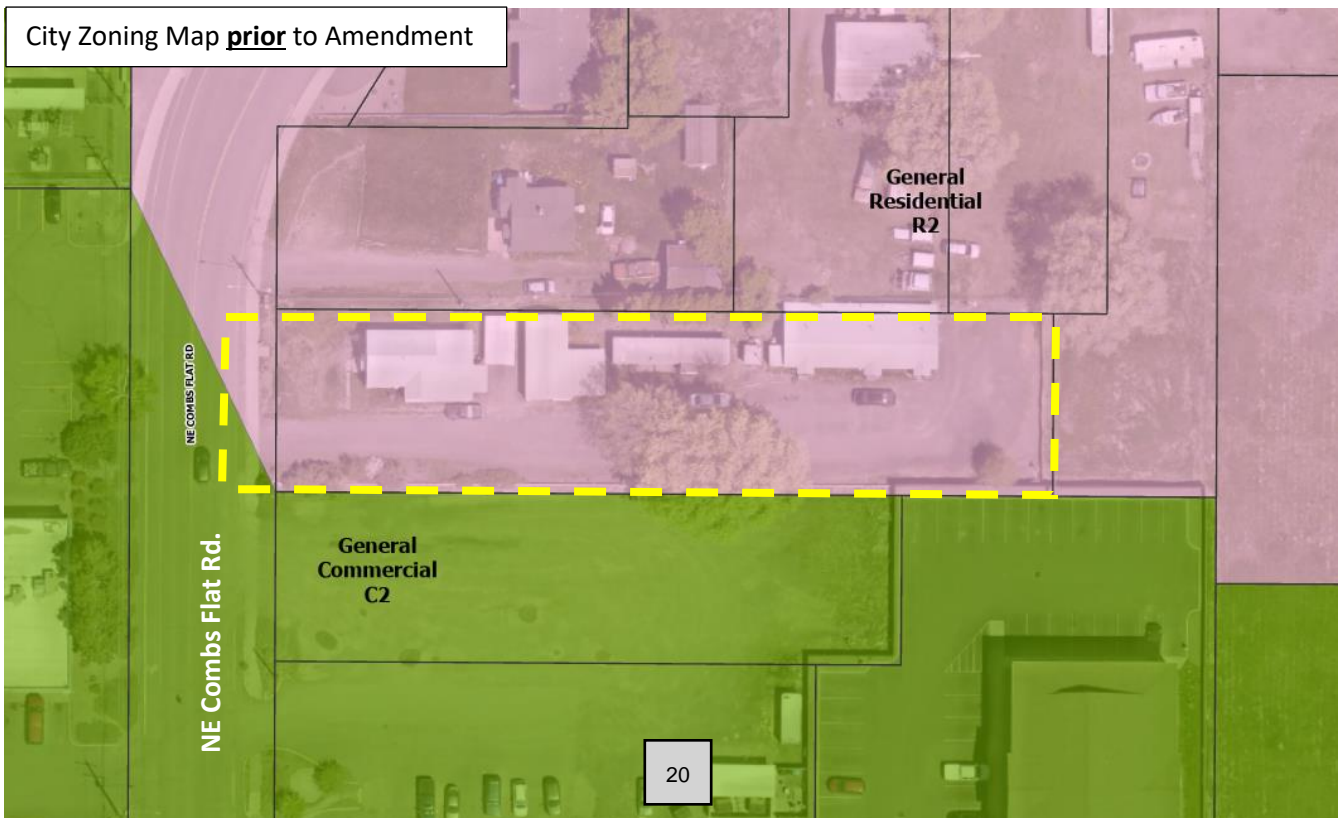 City Zoning Map prior to Amendment
General
Residential
R2
NE COMBS FLAT RD
General
Commercial
C2
NE Combs Flat Rd.
20